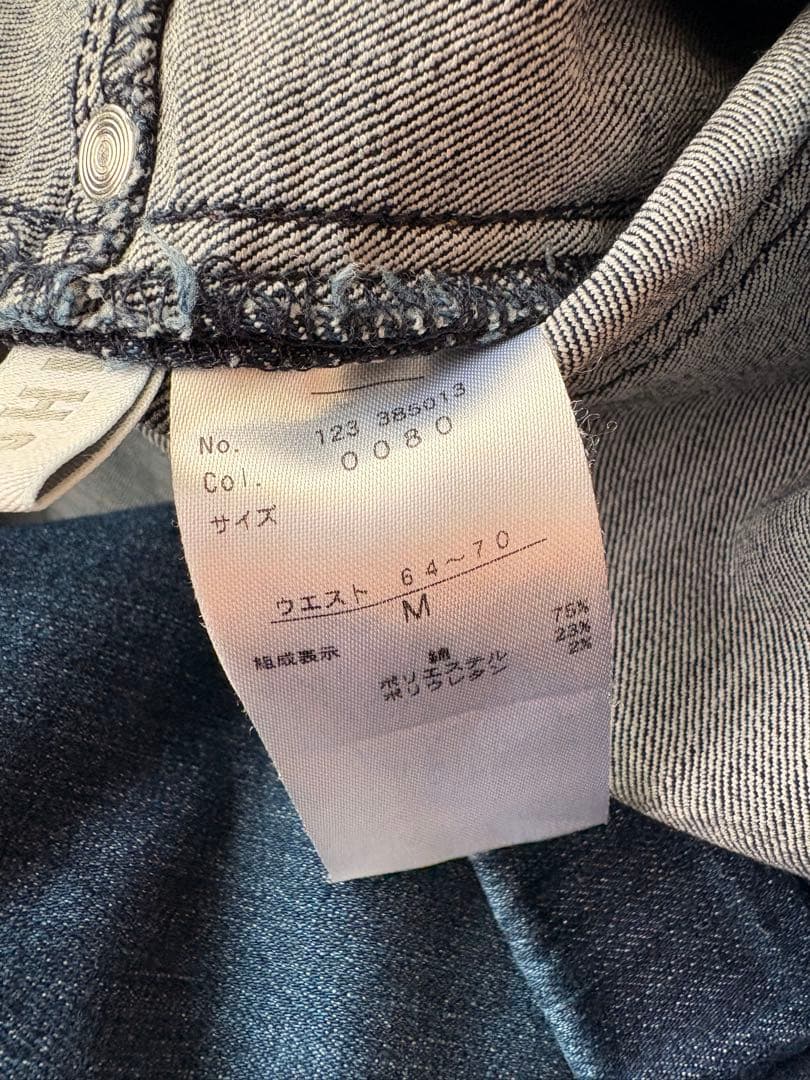 No. 123 385013
Col. 0080
サイズ
ウエスト 64～70
M
組成表示 綿 75%
ポリエステル 23%
ポリウレタン 2%